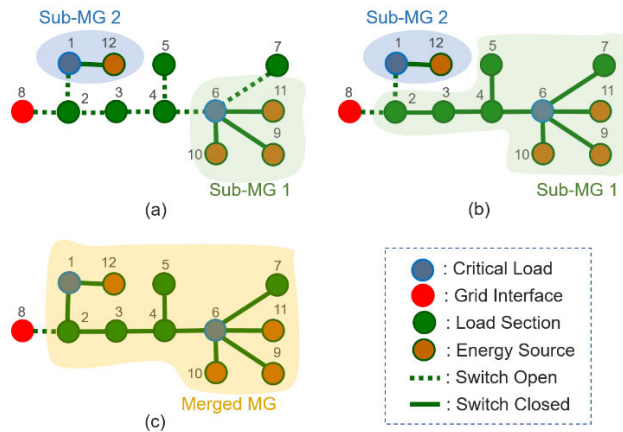 Sub-MG 2
1 12
5
7
8
2 3 4
6
11
10
9
Sub-MG 1
(a)
Sub-MG 2
1 12
5
7
8
2 3 4
6
11
10
9
Sub-MG 1
(b)
1 12
5
7
8
2 3 4
6
11
10
9
Merged MG
(c)
: Critical Load
: Grid Interface
: Load Section
: Energy Source
: Switch Open
: Switch Closed